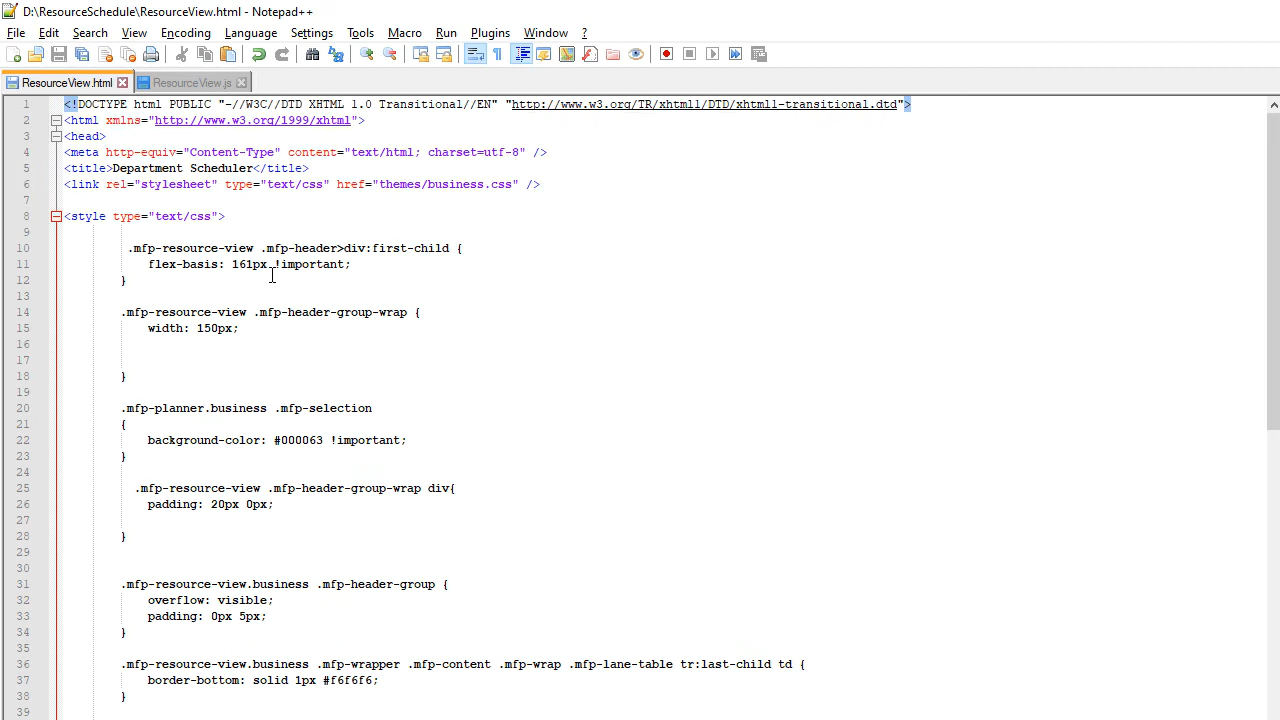 D:\ResourceSchedule\ResourceView.html - Notepad++
File Edit Search View Encoding Language Settings Tools Macro Run Plugins Window ?
ResourceView.html ResourceView.js
1 <!DOCTYPE html PUBLIC "-//W3C//DTD XHTML 1.0 Transitional//EN" "http://www.w3.org/TR/xhtml1/DTD/xhtml1-transitional.dtd">
2 <html xmlns="http://www.w3.org/1999/xhtml">
3 <head>
4 <meta http-equiv="Content-Type" content="text/html; charset=utf-8" />
5 <title>Department Scheduler</title>
6 <link rel="stylesheet" type="text/css" href="themes/business.css" />
7
8 <style type="text/css">
9
10 .mfp-resource-view .mfp-header>div:first-child {
11 flex-basis: 161px !important;
12 }
13
14 .mfp-resource-view .mfp-header-group-wrap {
15 width: 150px;
16
17
18 }
19
20 .mfp-planner.business .mfp-selection
21 {
22 background-color: #000063 !important;
23 }
24
25 .mfp-resource-view .mfp-header-group-wrap div{
26 padding: 20px 0px;
27
28 }
29
30
31 .mfp-resource-view.business .mfp-header-group {
32 overflow: visible;
33 padding: 0px 5px;
34 }
35
36 .mfp-resource-view.business .mfp-wrapper .mfp-content .mfp-wrap .mfp-lane-table tr:last-child td {
37 border-bottom: solid 1px #f6f6f6;
38 }
39